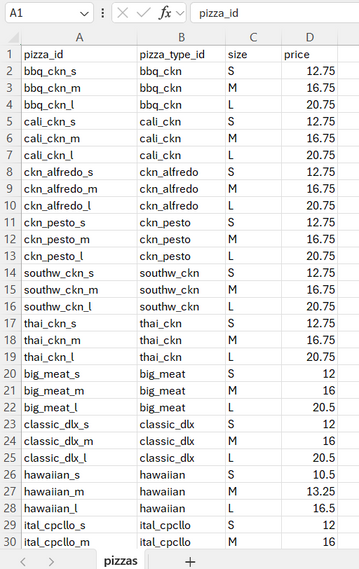 A1 fx pizza_id
A B C D
1 pizza_id pizza_type_id size price
2 bbq_ckn_s bbq_ckn S 12.75
3 bbq_ckn_m bbq_ckn M 16.75
4 bbq_ckn_l bbq_ckn L 20.75
5 cali_ckn_s cali_ckn S 12.75
6 cali_ckn_m cali_ckn M 16.75
7 cali_ckn_l cali_ckn L 20.75
8 ckn_alfredo_s ckn_alfredo S 12.75
9 ckn_alfredo_m ckn_alfredo M 16.75
10 ckn_alfredo_l ckn_alfredo L 20.75
11 ckn_pesto_s ckn_pesto S 12.75
12 ckn_pesto_m ckn_pesto M 16.75
13 ckn_pesto_l ckn_pesto L 20.75
14 southw_ckn_s southw_ckn S 12.75
15 southw_ckn_m southw_ckn M 16.75
16 southw_ckn_l southw_ckn L 20.75
17 thai_ckn_s thai_ckn S 12.75
18 thai_ckn_m thai_ckn M 16.75
19 thai_ckn_l thai_ckn L 20.75
20 big_meat_s big_meat S 12
21 big_meat_m big_meat M 16
22 big_meat_l big_meat L 20.5
23 classic_dlx_s classic_dlx S 12
24 classic_dlx_m classic_dlx M 16
25 classic_dlx_l classic_dlx L 20.5
26 hawaiian_s hawaiian S 10.5
27 hawaiian_m hawaiian M 13.25
28 hawaiian_l hawaiian L 16.5
29 ital_cpcllo_s ital_cpcllo S 12
30 ital_cpcllo_m ital_cpcllo M 16
pizzas